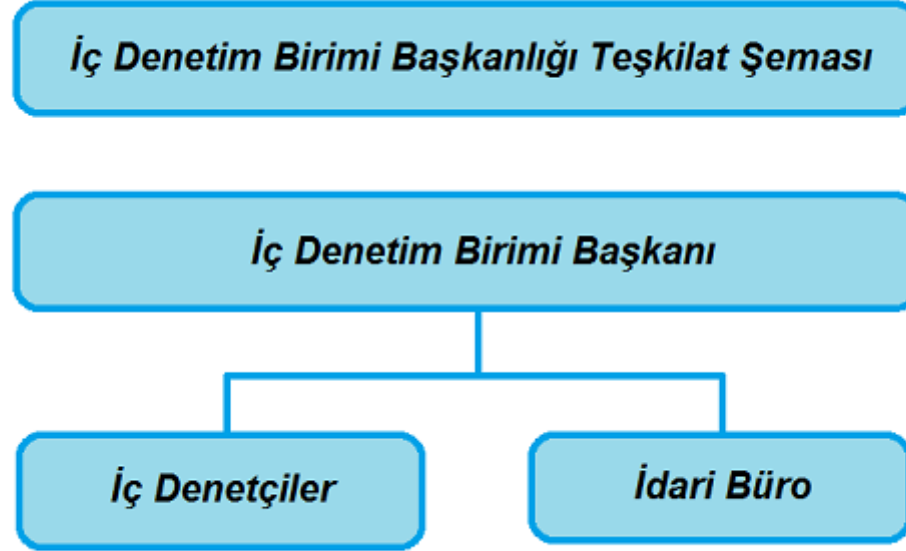 İç Denetim Birimi Başkanlığı Teşkilat Şeması
İç Denetim Birimi Başkanı
İç Denetçiler
İdari Büro